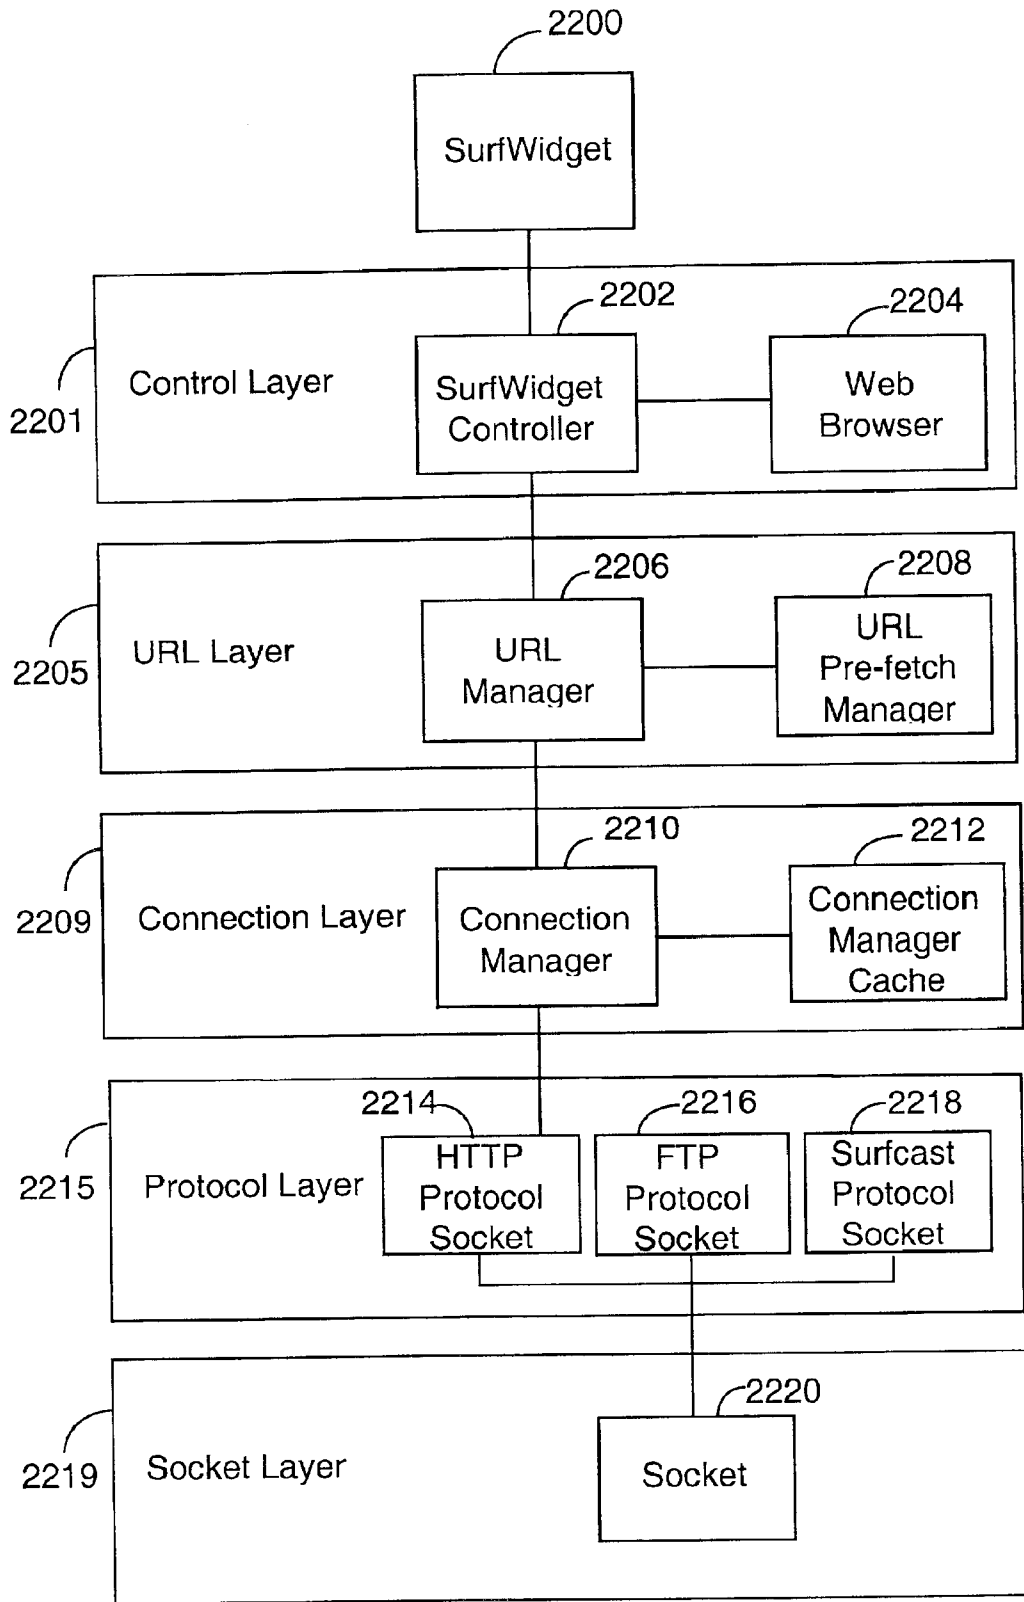 2200
SurfWidget
2202
2204
Control Layer
SurfWidget
Controller
Web
Browser
2201
2206
2208
URL Layer
URL
Manager
URL
Pre-fetch
Manager
2205
2210
2212
Connection Layer
Connection
Manager
Connection
Manager
Cache
2209
2214
2216
2218
Protocol Layer
HTTP
Protocol
Socket
FTP
Protocol
Socket
Surfcast
Protocol
Socket
2215
2220
Socket Layer
Socket
2219